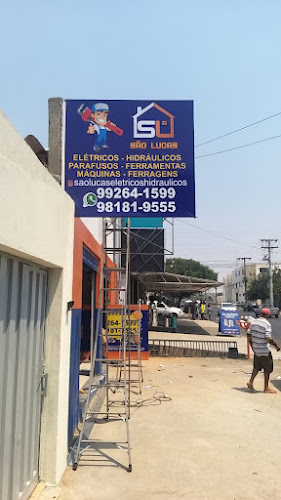 SL
SÃO LUCAS
ELÉTRICOS - HIDRÁULICOS
PARAFUSOS - FERRAMENTAS
MÁQUINAS - FERRAGENS
saolucaseletricoshidraulicos
99264-1599
98181-9555